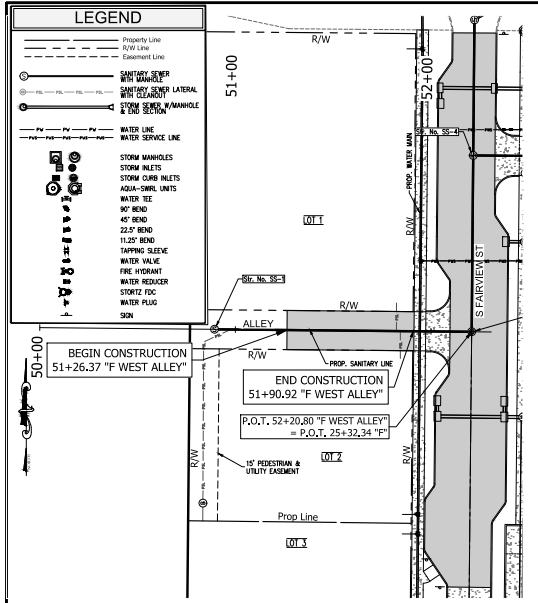 LEGEND
Property Line
R/W Line
Easement Line
SANITARY SEWER
WITH MANHOLE
SANITARY SEWER LATERAL
WITH CLEANOUT
STORM SEWER W/MANHOLE
& END SECTION
WATER LINE
WATER SERVICE LINE
STORM MANHOLES
STORM INLETS
STORM CURB INLETS
AQUA-SWIRL UNITS
WATER TEE
90° BEND
45° BEND
22.5° BEND
11.25° BEND
TAPPING SLEEVE
WATER VALVE
FIRE HYDRANT
WATER REDUCER
STORTZ FDC
WATER PLUG
SIGN
R/W
51+00
52+00
Str. No. SS-4
PROP. WATER MAIN
R/W
LOT 1
S FAIRVIEW ST
Str. No. SS-1
R/W
ALLEY
50+00
BEGIN CONSTRUCTION
51+26.37 "F WEST ALLEY"
R/W
PROP. SANITARY LINE
END CONSTRUCTION
51+90.92 "F WEST ALLEY"
P.O.T. 52+20.80 "F WEST ALLEY"
= P.O.T. 25+32.34 "F"
R/W
15' PEDESTRIAN &
UTILITY EASEMENT
LOT 2
R/W
Prop Line
LOT 3